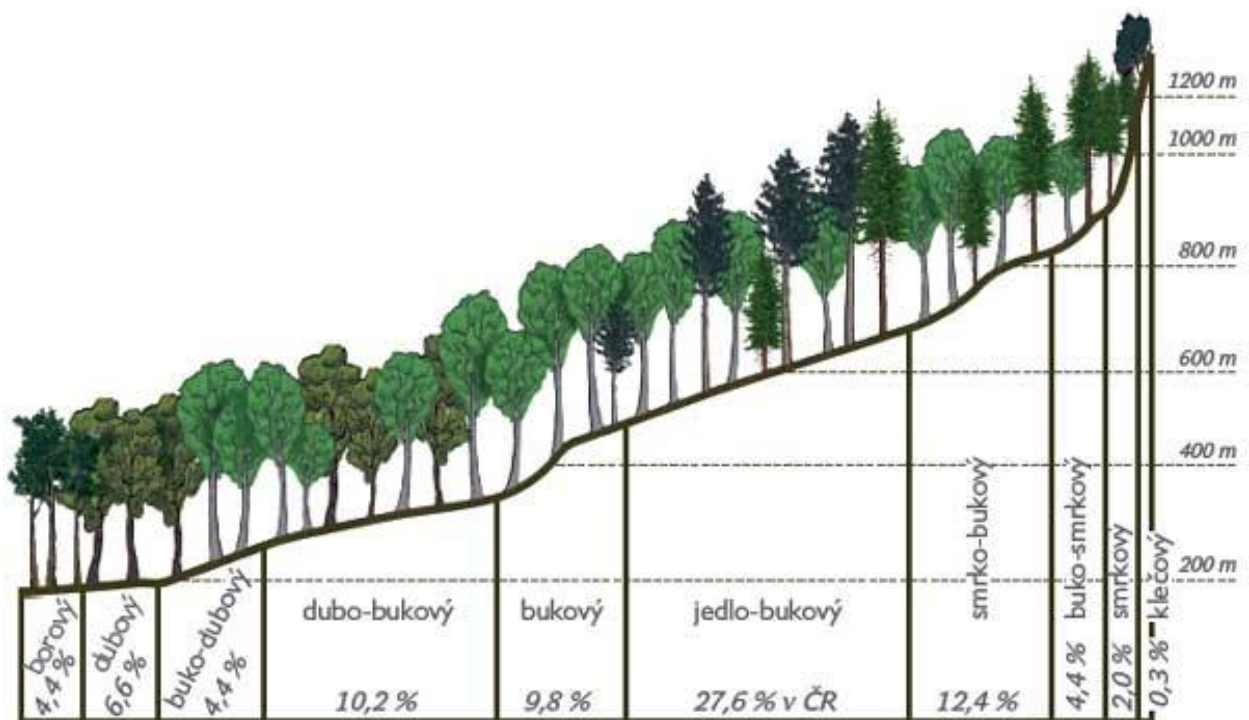 1200 m
1000 m
800 m
600 m
400 m
200 m
borový
4,4 %
dubový
6,6 %
buko-dubový
4,4 %
dubo-bukový
10,2 %
bukový
9,8 %
jedlo-bukový
27,6 % v ČR
smrko-bukový
12,4 %
buko-smrkový
4,4 %
smrkový
2,0 %
klečový
0,3 %